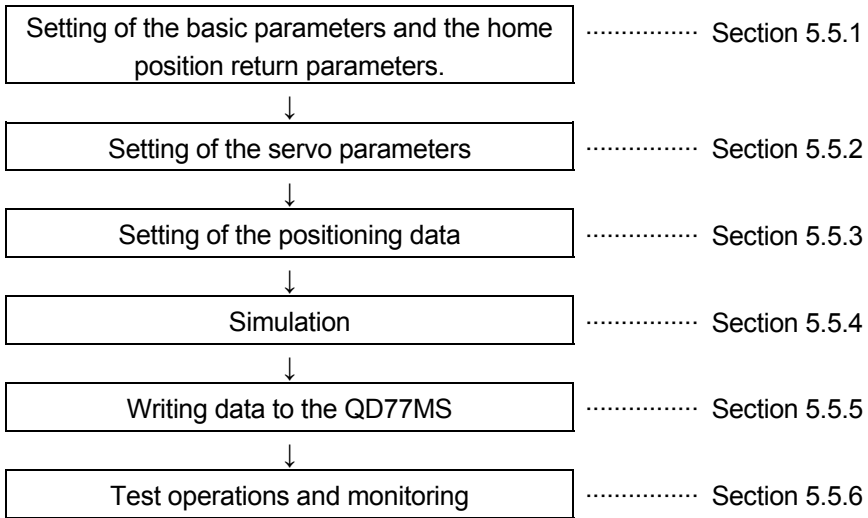 Setting of the basic parameters and the home
position return parameters.
················ Section 5.5.1
↓
Setting of the servo parameters
················ Section 5.5.2
↓
Setting of the positioning data
················ Section 5.5.3
↓
Simulation
················ Section 5.5.4
↓
Writing data to the QD77MS
················ Section 5.5.5
↓
Test operations and monitoring
················ Section 5.5.6